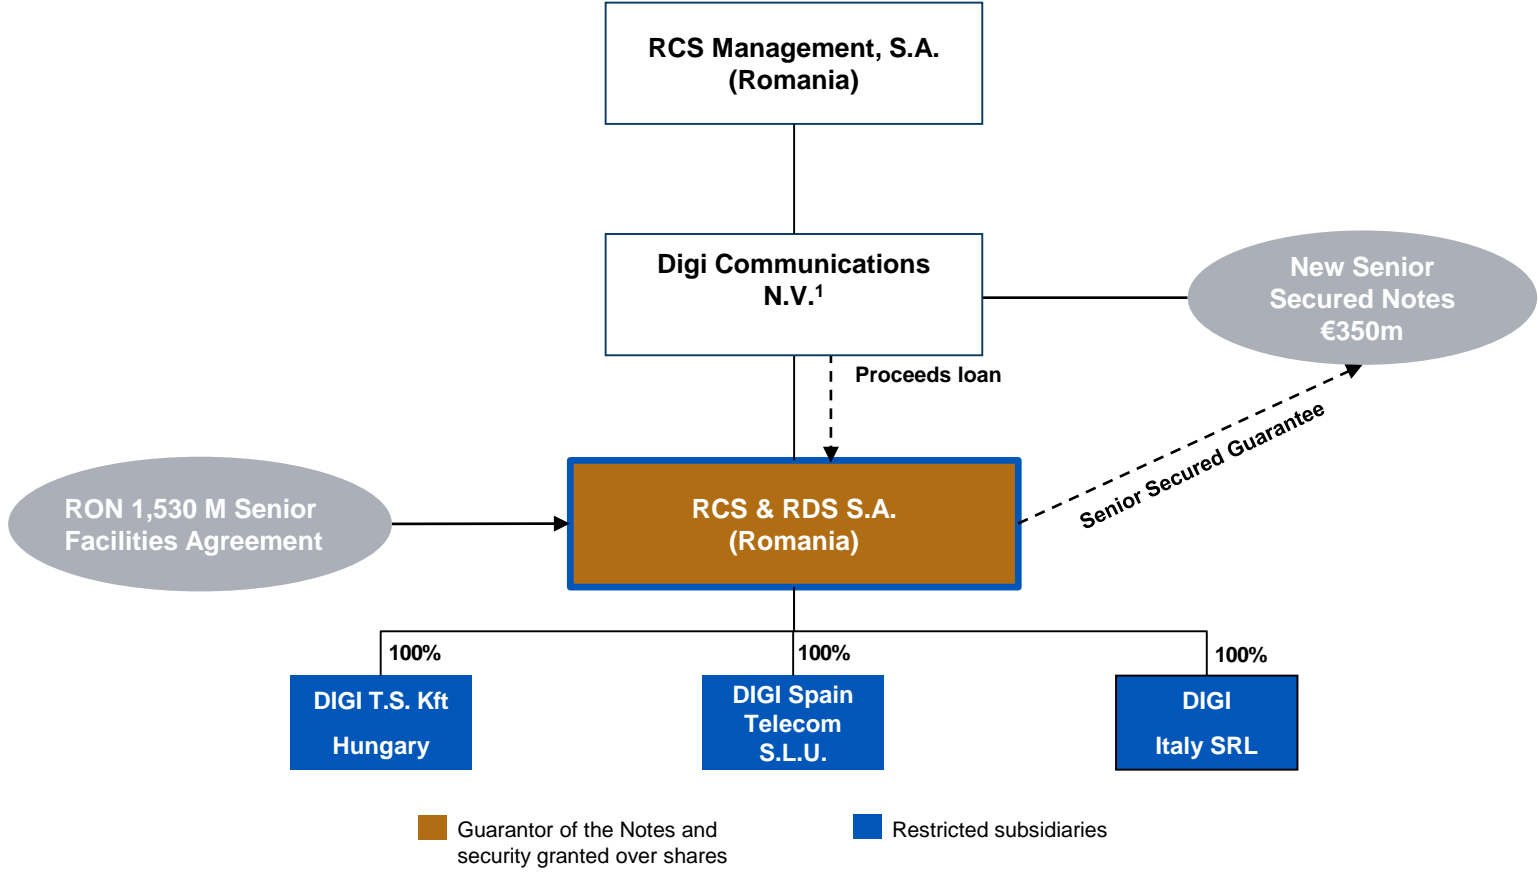 RCS Management, S.A.
(Romania)
Digi Communications
N.V.¹
New Senior
Secured Notes
€350m
Proceeds loan
Senior Secured Guarantee
RON 1,530 M Senior
Facilities Agreement
RCS & RDS S.A.
(Romania)
100%
100%
100%
DIGI T.S. Kft
Hungary
DIGI Spain
Telecom
S.L.U.
DIGI
Italy SRL
Guarantor of the Notes and
security granted over shares
Restricted subsidiaries